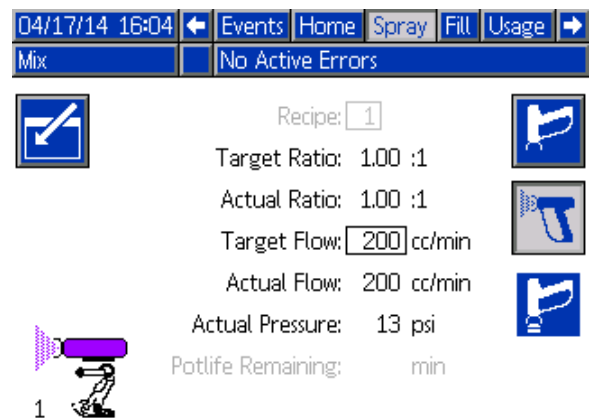 04/17/14 16:04 Events Home Spray Fill Usage
Mix No Active Errors
Recipe: 1
Target Ratio: 1.00 :1
Actual Ratio: 1.00 :1
Target Flow: 200 cc/min
Actual Flow: 200 cc/min
Actual Pressure: 13 psi
Potlife Remaining: min
1